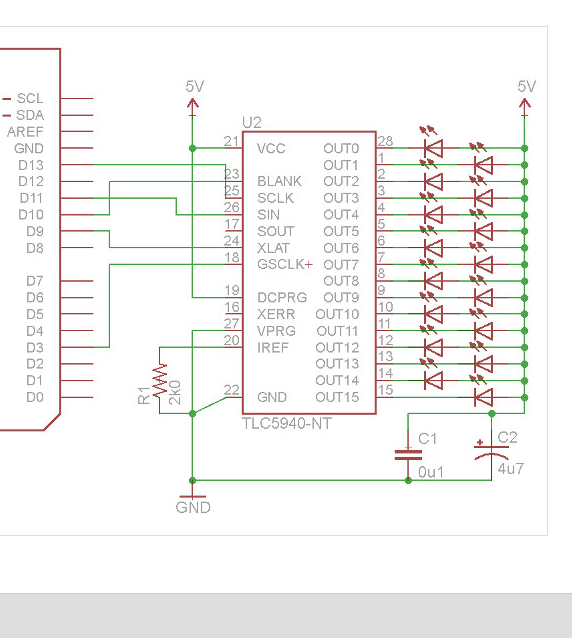 5V 5V
U2
SCL
SDA
AREF
GND
D13
D12
D11
D10
D9
D8
D7
D6
D5
D4
D3
D2
D1
D0
21 VCC OUT0 28
OUT1 1
23 BLANK OUT2 2
25 SCLK OUT3 3
26 SIN OUT4 4
17 SOUT OUT5 5
24 XLAT OUT6 6
18 GSCLK OUT7 7
OUT8 8
19 DCPRG OUT9 9
16 XERR OUT10 10
27 VPRG OUT11 11
20 IREF OUT12 12
OUT13 13
OUT14 14
22 GND OUT15 15
R1
2k0
TLC5940-NT
C1
0u1
+
C2
4u7
GND